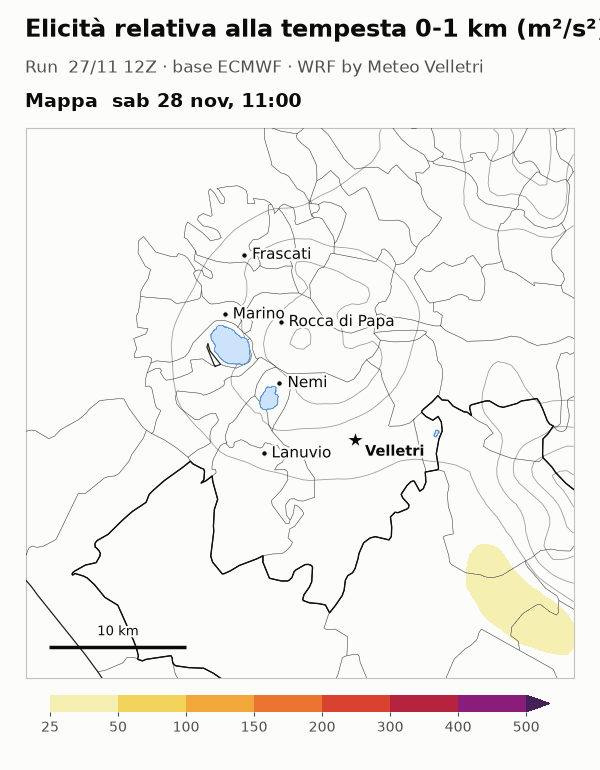 Elicità relativa alla tempesta 0-1 km (m²/s²)
Run  27/11 12Z · base ECMWF · WRF by Meteo Velletri
Mappa  sab 28 nov, 11:00
Frascati
Marino
Rocca di Papa
Nemi
Velletri
Lanuvio
10 km
25 50 100 150 200 300 400 500